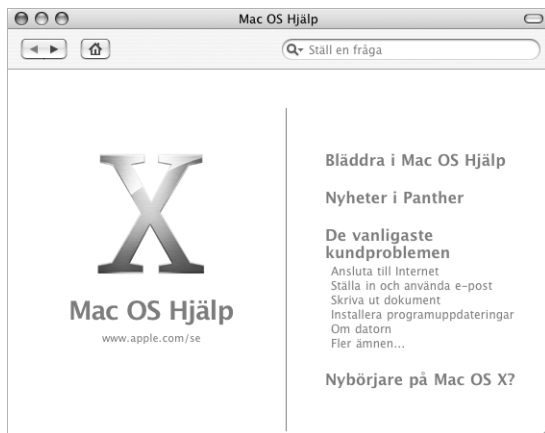 Mac OS Hjälp
Ställ en fråga
X
Mac OS Hjälp
www.apple.com/se
Bläddra i Mac OS Hjälp
Nyheter i Panther
De vanligaste
kundproblemen
Ansluta till Internet
Ställa in och använda e-post
Skriva ut dokument
Installera programuppdateringar
Om datorn
Fler ämnen...
Nybörjare på Mac OS X?